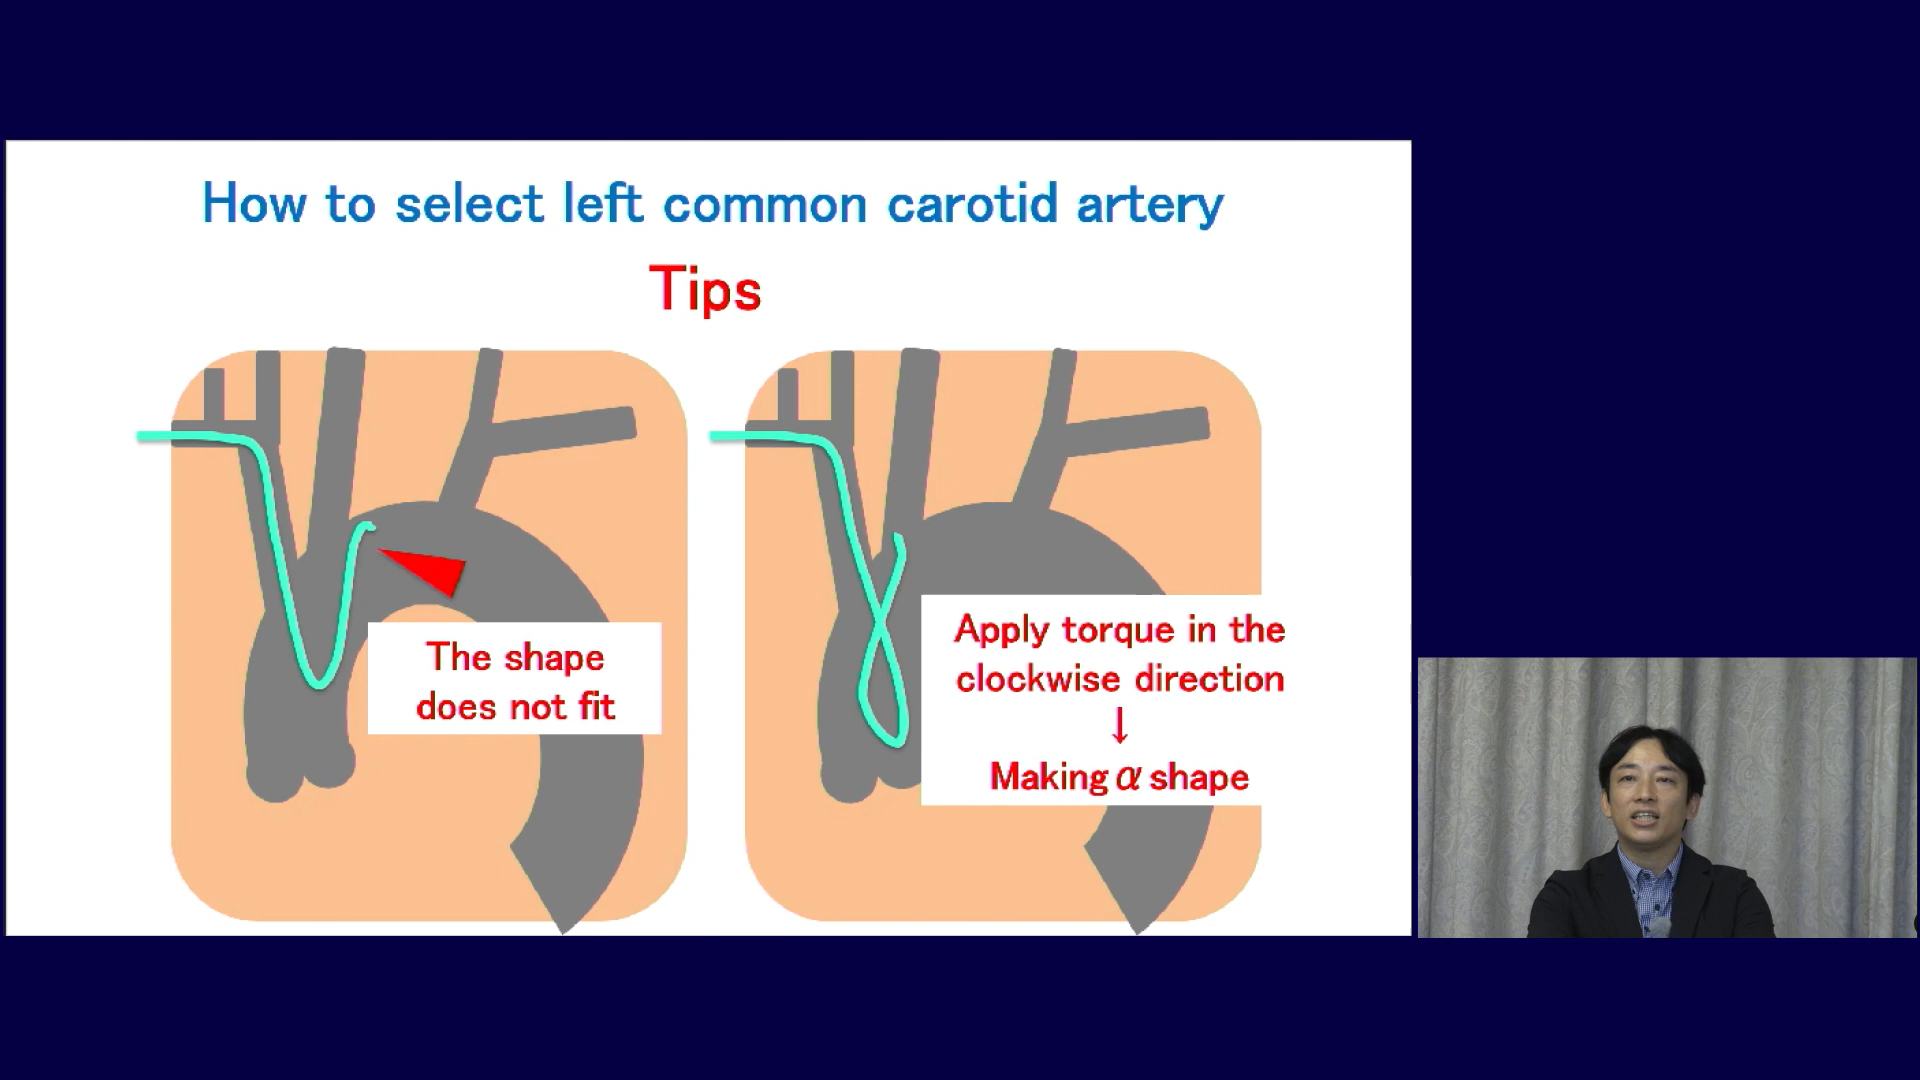 How to select left common carotid artery
Tips
The shape
does not fit
Apply torque in the
clockwise direction
↓
Making α shape